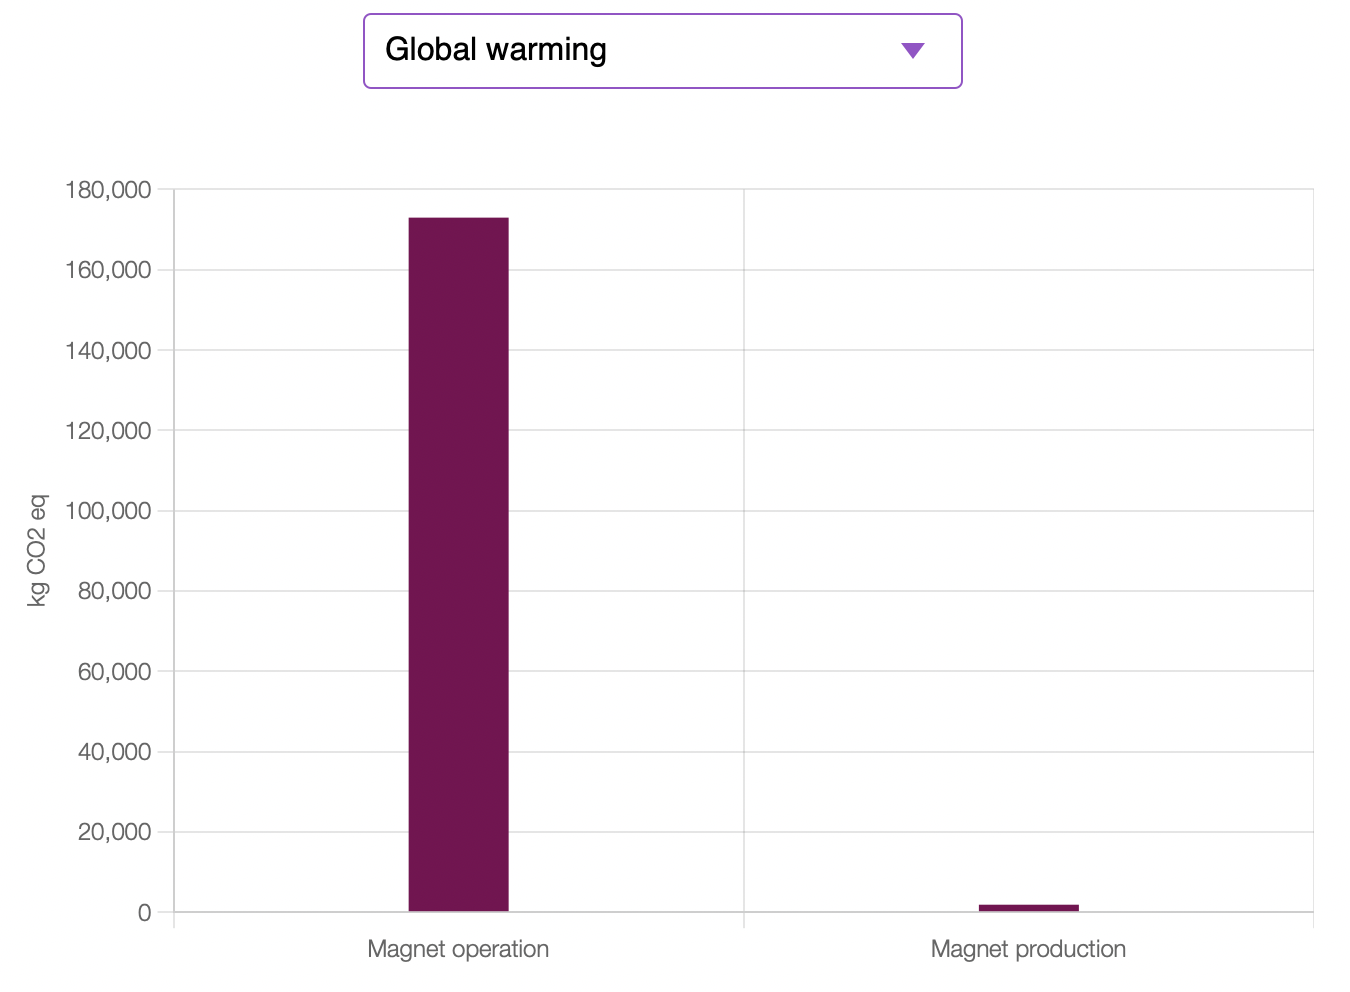 Global warming
180,000
160,000
140,000
120,000
100,000
80,000
60,000
40,000
20,000
0
kg CO2 eq
Magnet operation
Magnet production